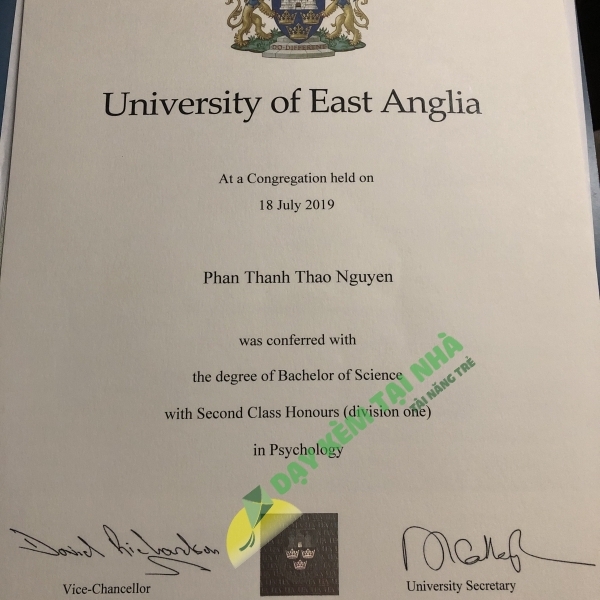 DO DIFFERENT
University of East Anglia
At a Congregation held on
18 July 2019
Phan Thanh Thao Nguyen
was conferred with
the degree of Bachelor of Science
with Second Class Honours (division one)
in Psychology
DẠY KÈM TẠI NHÀ
TÀI NĂNG TRẺ
David Richardson
Vice-Chancellor
University Secretary